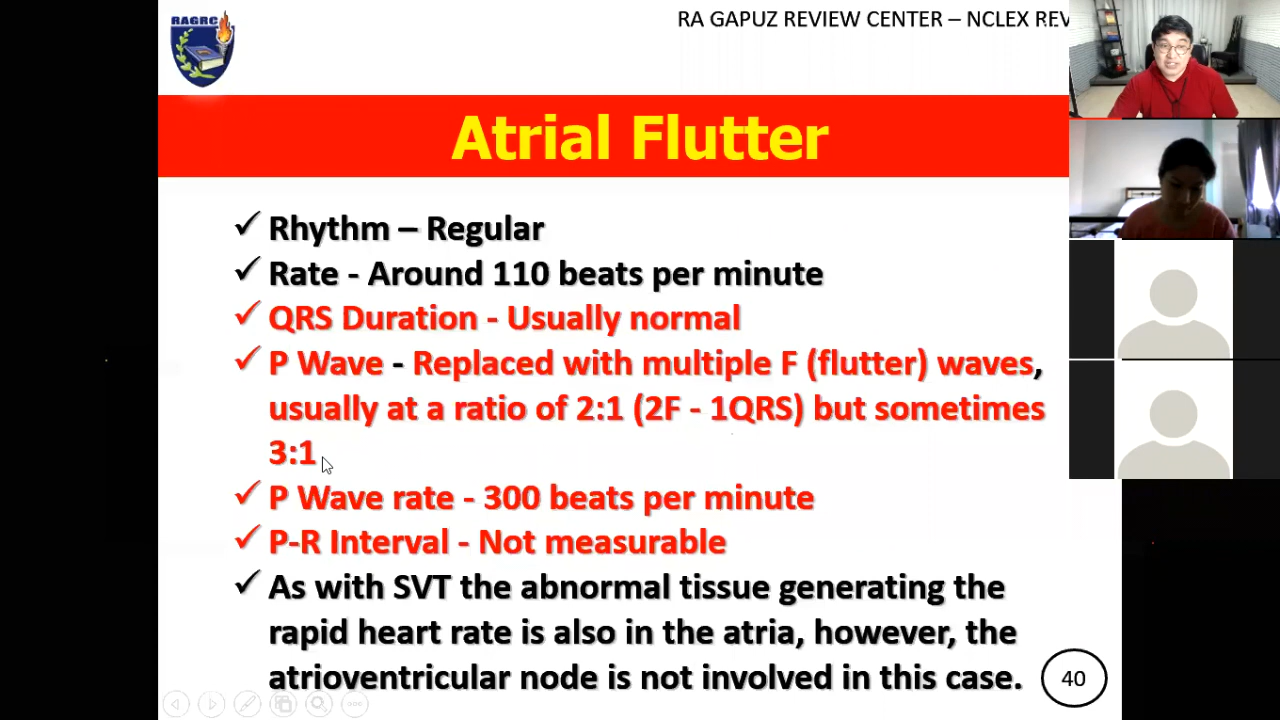 RAGRC
RA GAPUZ REVIEW CENTER – NCLEX REV
Atrial Flutter
✓ Rhythm – Regular
✓ Rate - Around 110 beats per minute
✓ QRS Duration - Usually normal
✓ P Wave - Replaced with multiple F (flutter) waves,
usually at a ratio of 2:1 (2F - 1QRS) but sometimes
3:1
✓ P Wave rate - 300 beats per minute
✓ P-R Interval - Not measurable
✓ As with SVT the abnormal tissue generating the
rapid heart rate is also in the atria, however, the
atrioventricular node is not involved in this case.
40